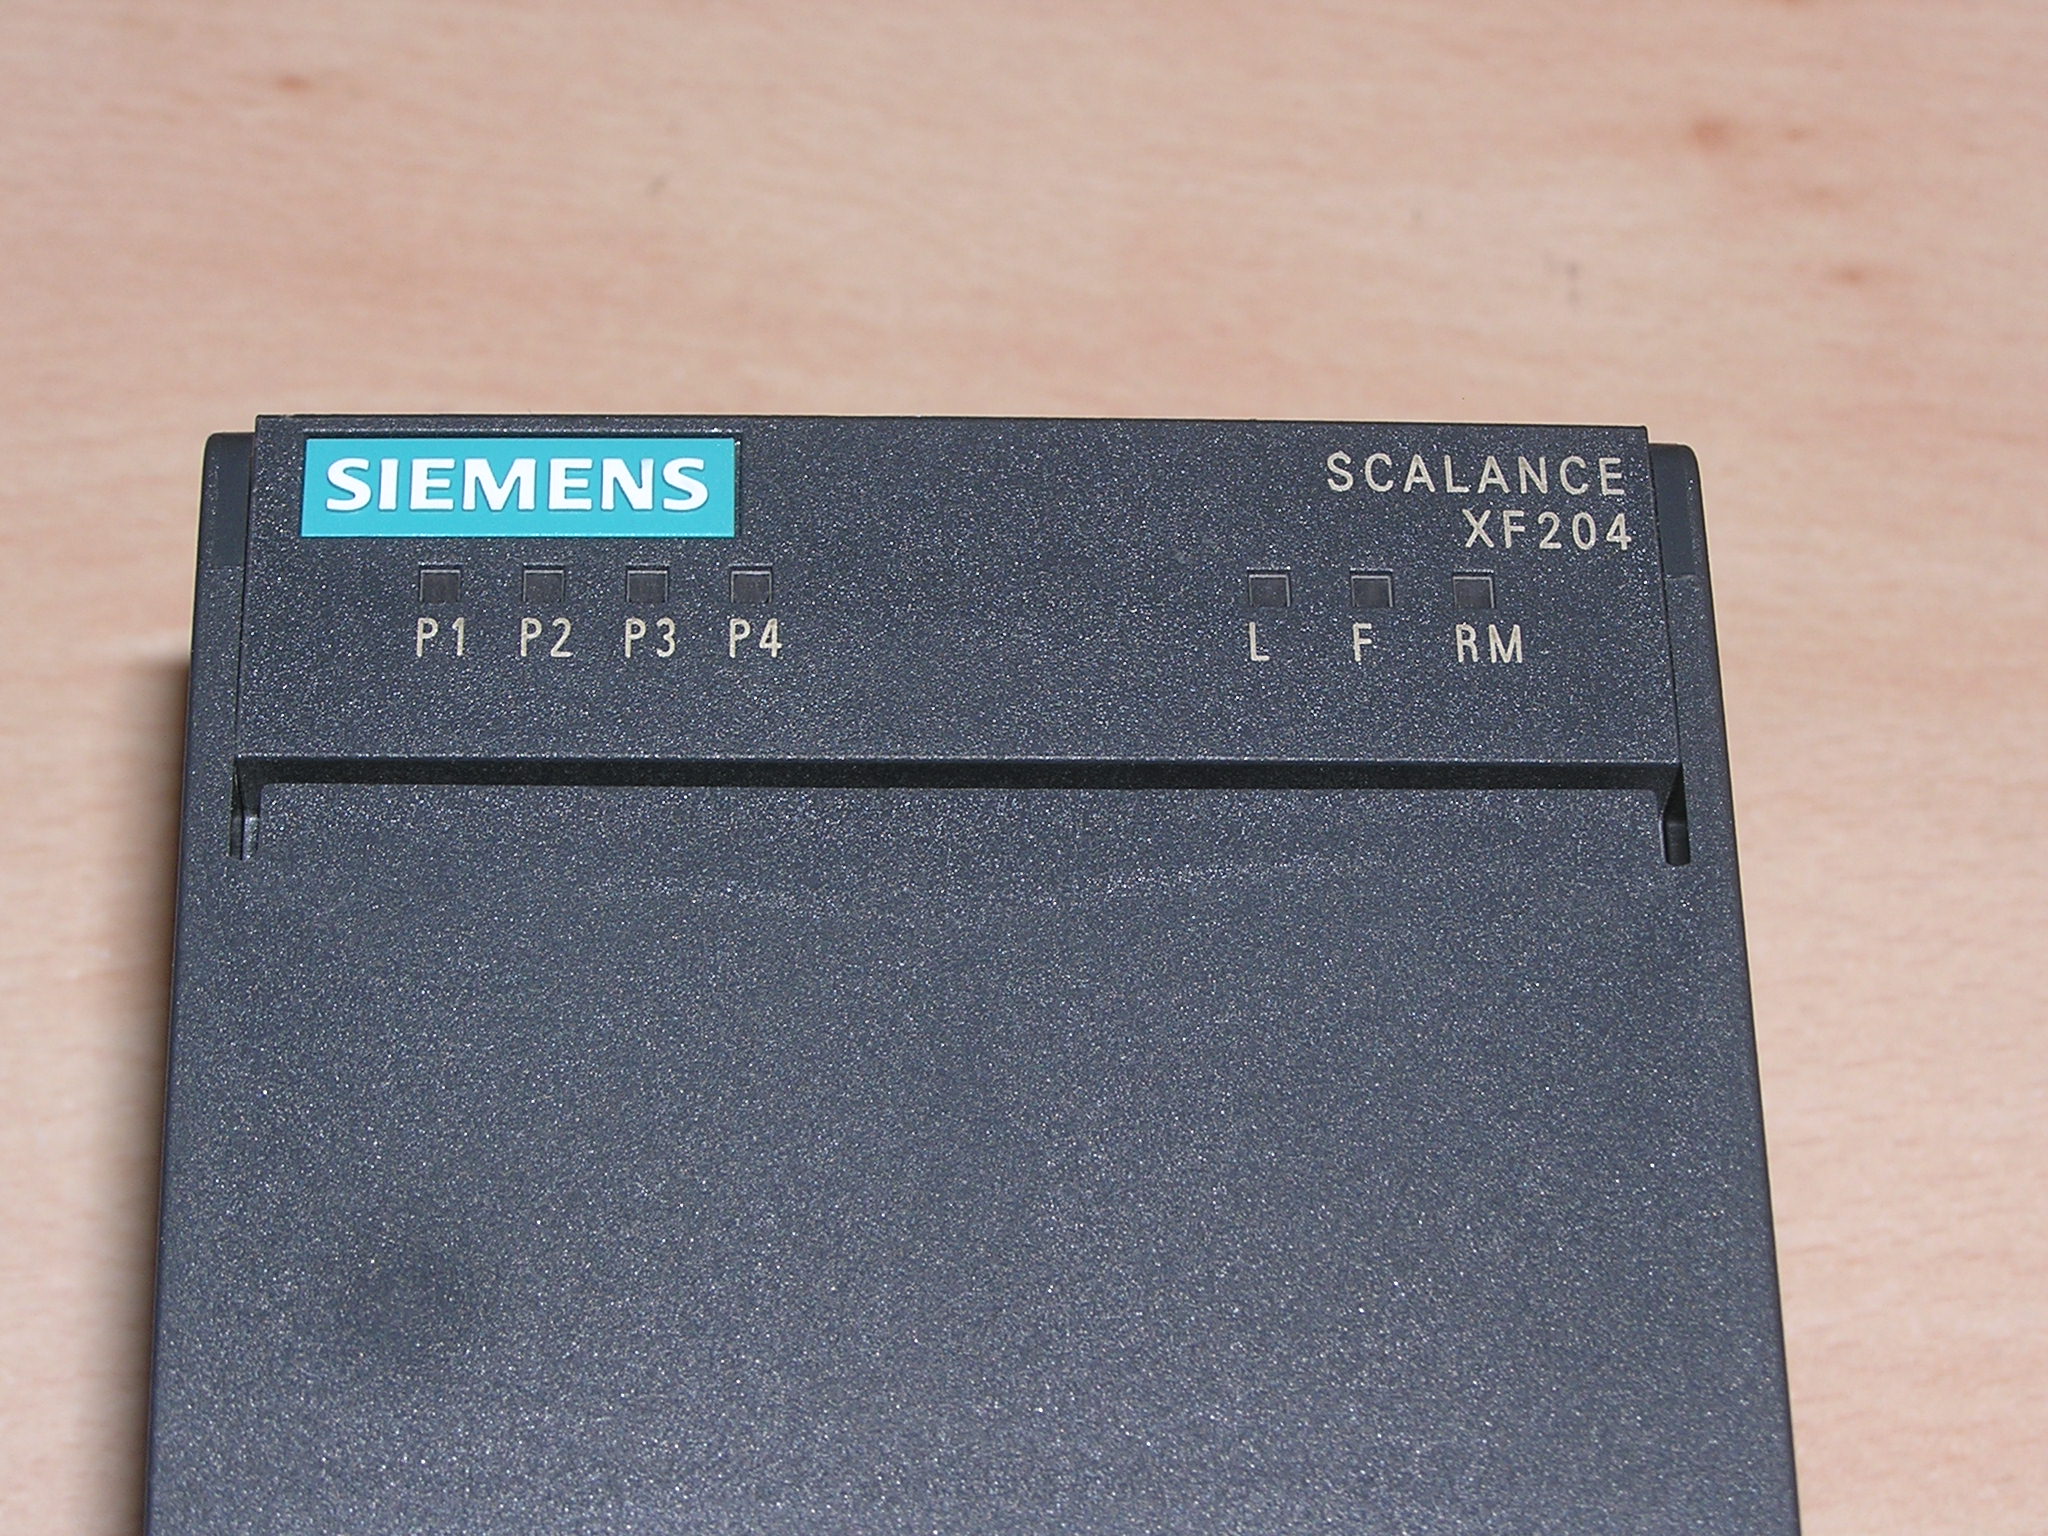 SIEMENS
SCALANCE
XF204
P1 P2 P3 P4 L F RM